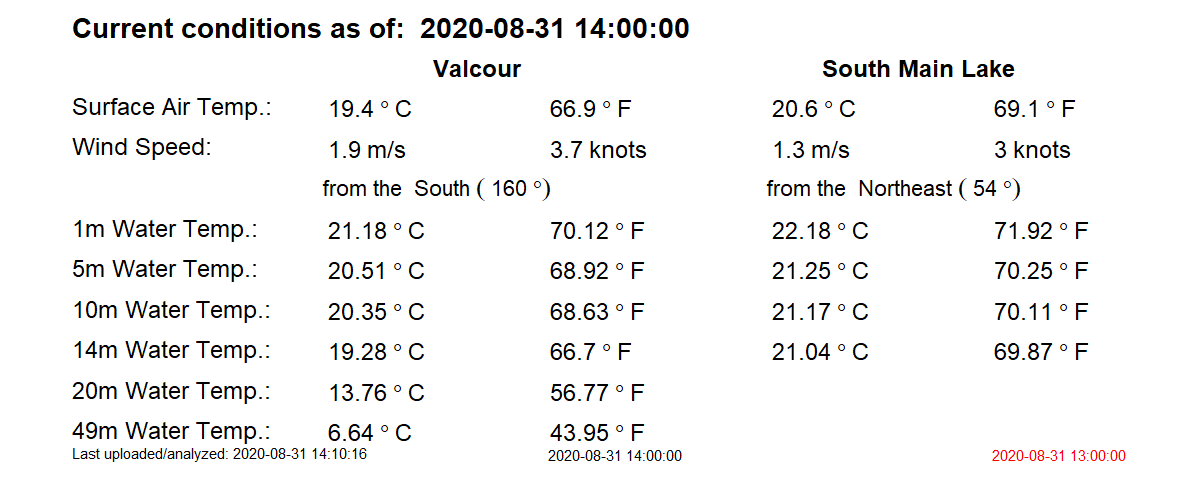 Current conditions as of: 2020-08-31 14:00:00
Valcour South Main Lake
Surface Air Temp.: 19.4 ° C 66.9 ° F 20.6 ° C 69.1 ° F
Wind Speed: 1.9 m/s 3.7 knots 1.3 m/s 3 knots
from the South ( 160 °) from the Northeast ( 54 °)
1m Water Temp.: 21.18 ° C 70.12 ° F 22.18 ° C 71.92 ° F
5m Water Temp.: 20.51 ° C 68.92 ° F 21.25 ° C 70.25 ° F
10m Water Temp.: 20.35 ° C 68.63 ° F 21.17 ° C 70.11 ° F
14m Water Temp.: 19.28 ° C 66.7 ° F 21.04 ° C 69.87 ° F
20m Water Temp.: 13.76 ° C 56.77 ° F
49m Water Temp.: 6.64 ° C 43.95 ° F
Last uploaded/analyzed: 2020-08-31 14:10:16 2020-08-31 14:00:00 2020-08-31 13:00:00